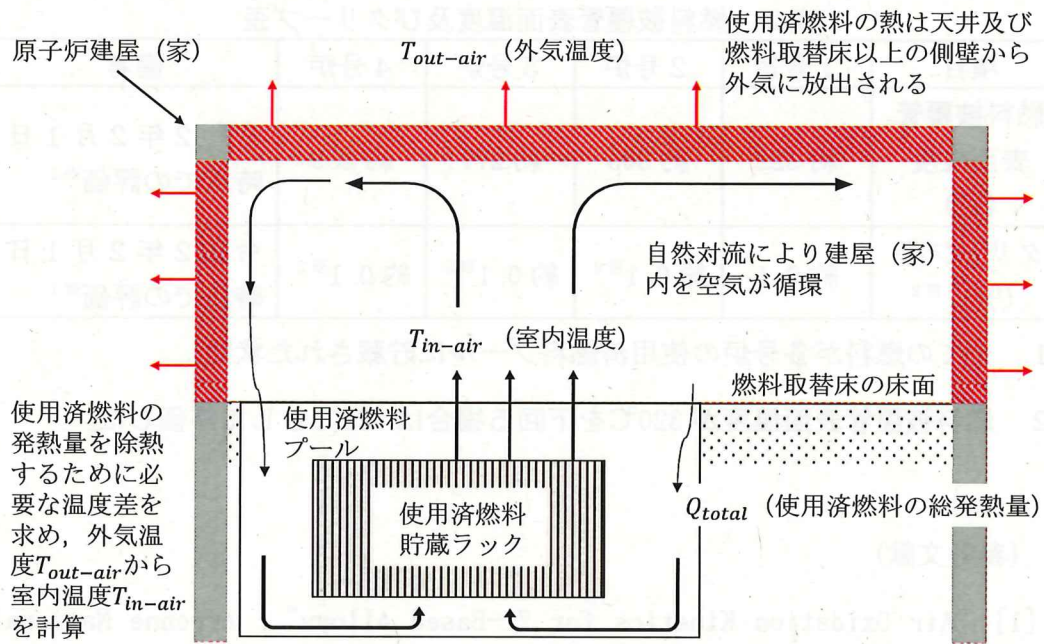 原子炉建屋（家）
T_out-air（外気温度）
使用済燃料の熱は天井及び
燃料取替床以上の側壁から
外気に放出される
自然対流により建屋（家）
内を空気が循環
T_in-air（室内温度）
燃料取替床の床面
使用済燃料
プール
使用済燃料
貯蔵ラック
Q_total（使用済燃料の総発熱量）
使用済燃料の
発熱量を除熱
するために必
要な温度差を
求め，外気温
度T_out-airから
室内温度T_in-air
を計算